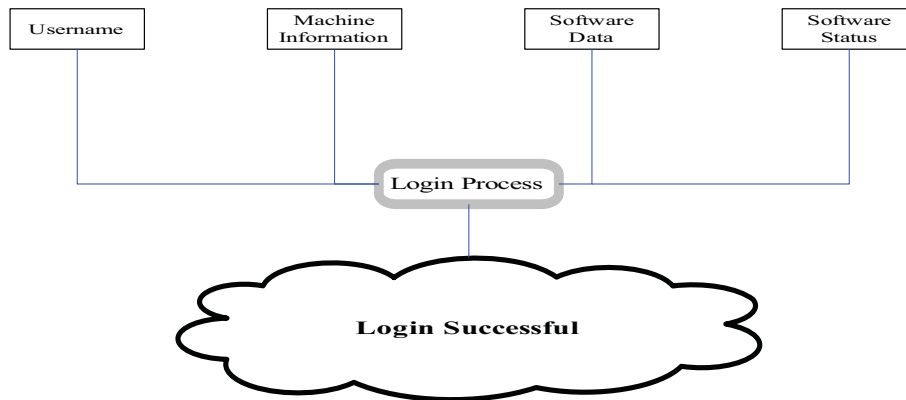 Username
Machine
Information
Software
Data
Software
Status
Login Process
Login Successful